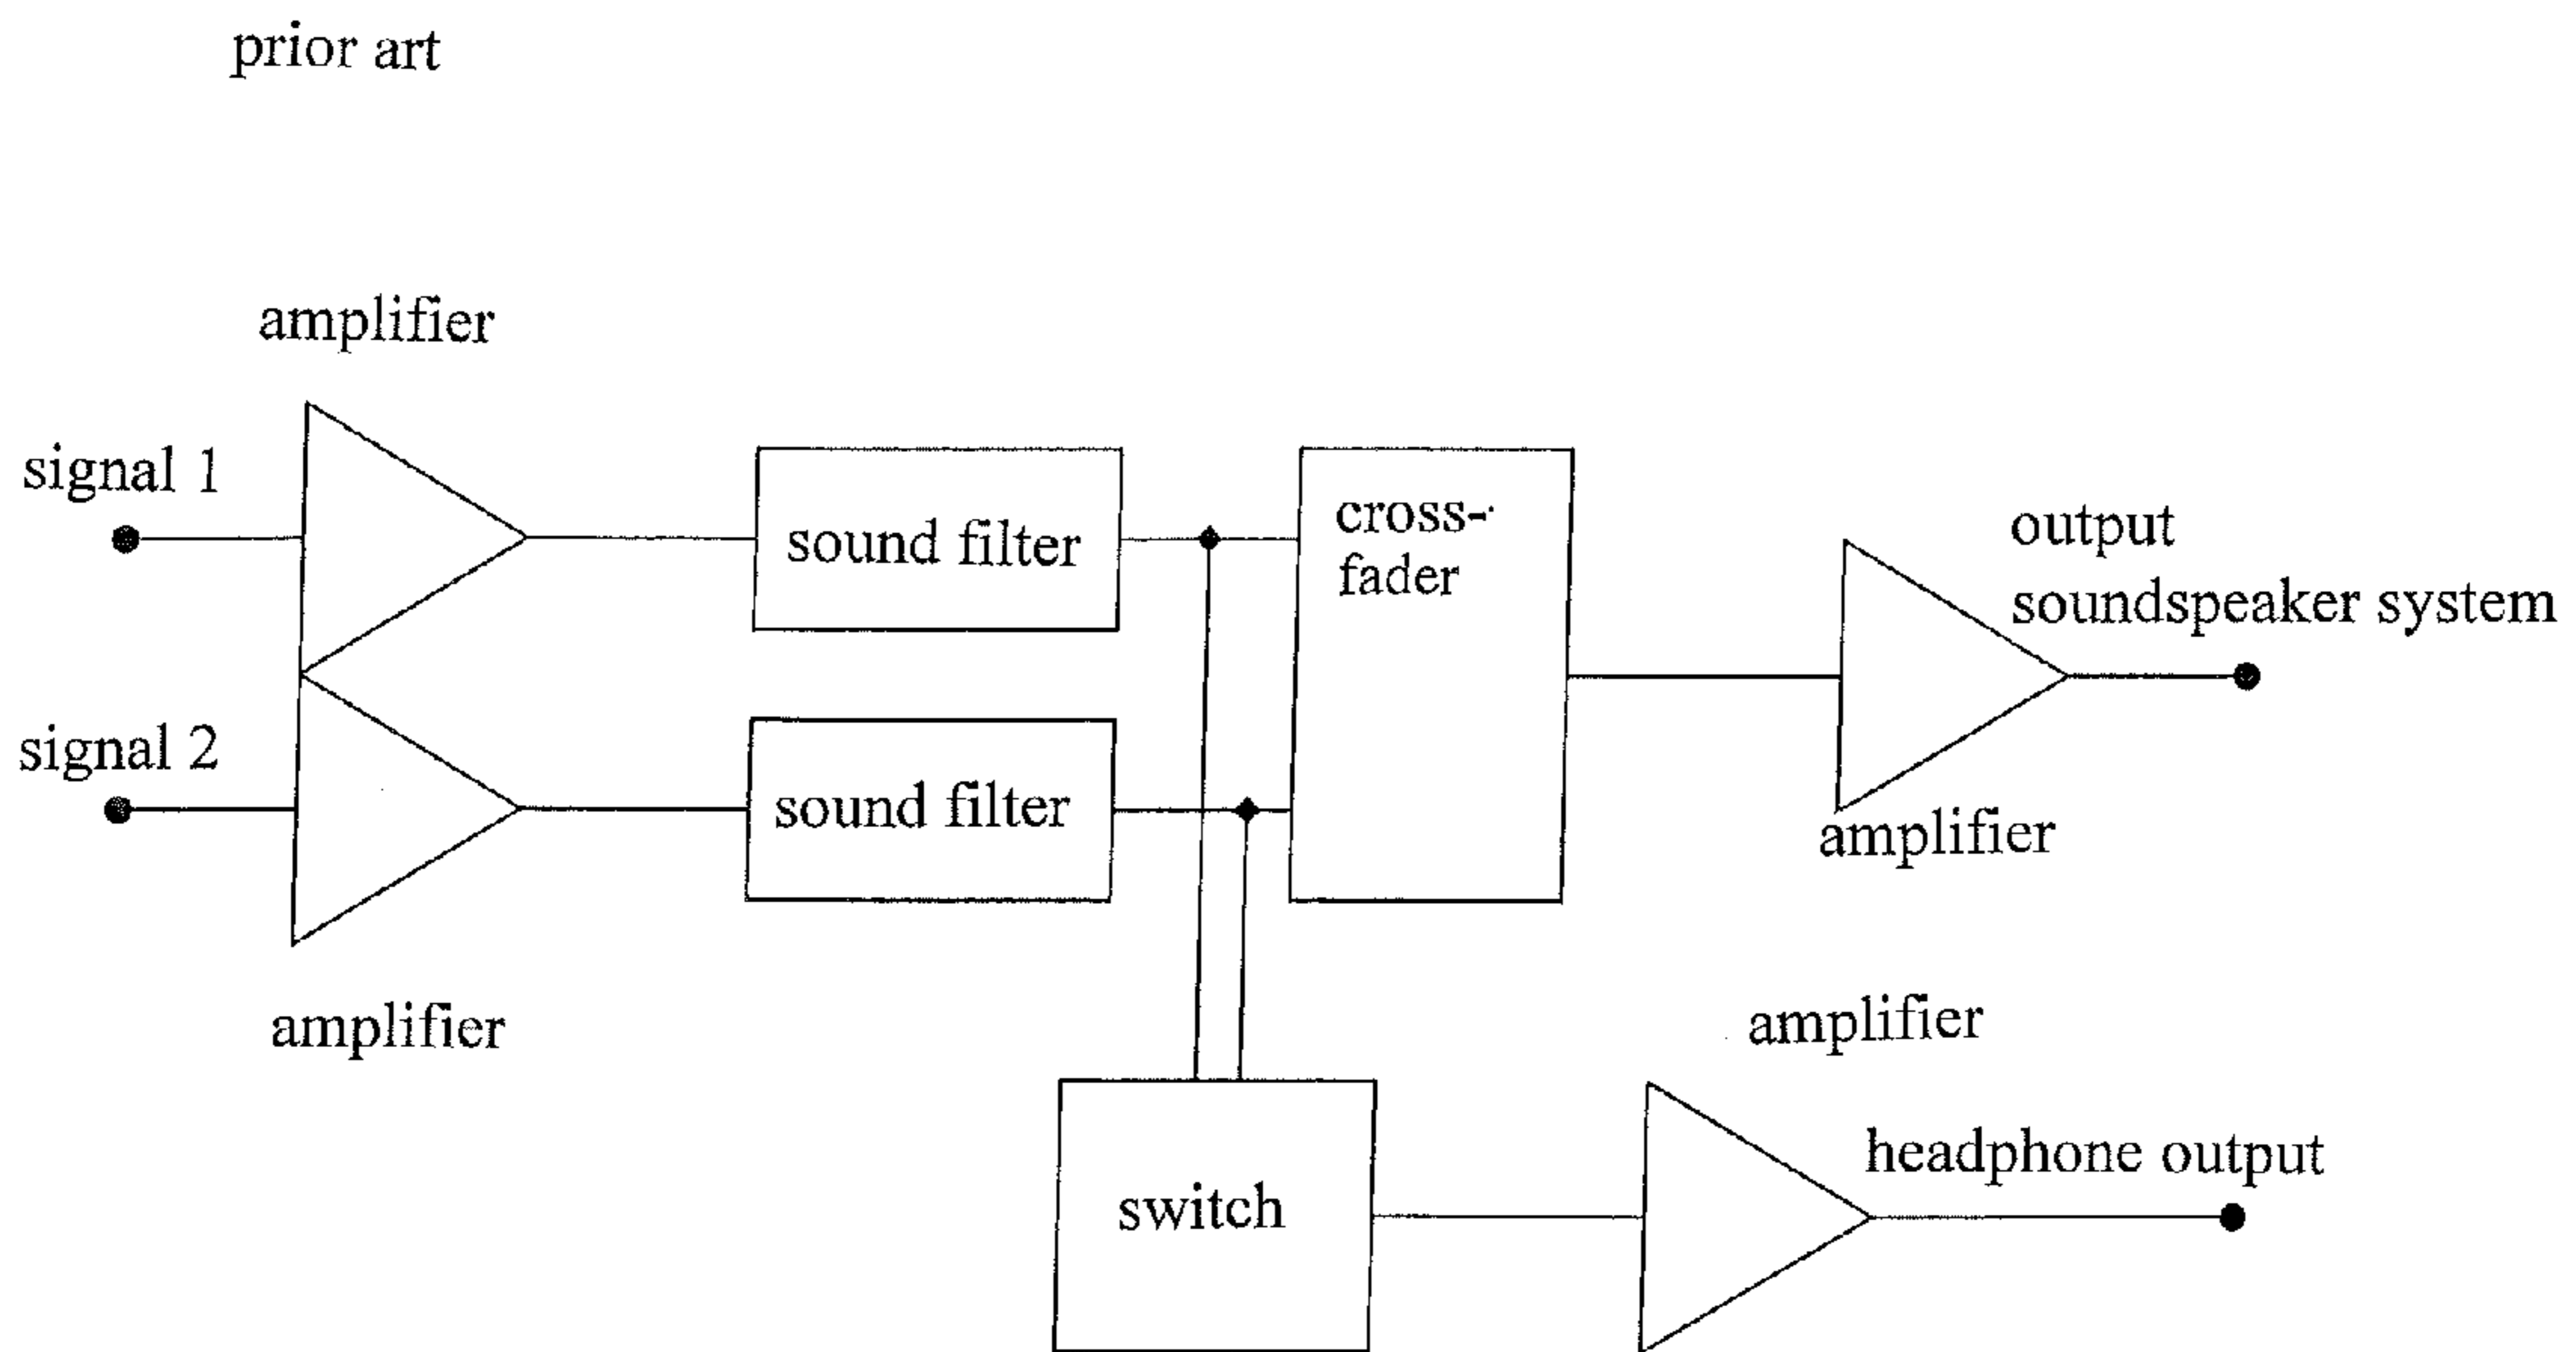 prior art
amplifier
signal 1
sound filter
cross-
fader
output
soundspeaker system
signal 2
sound filter
amplifier
amplifier
amplifier
switch
headphone output